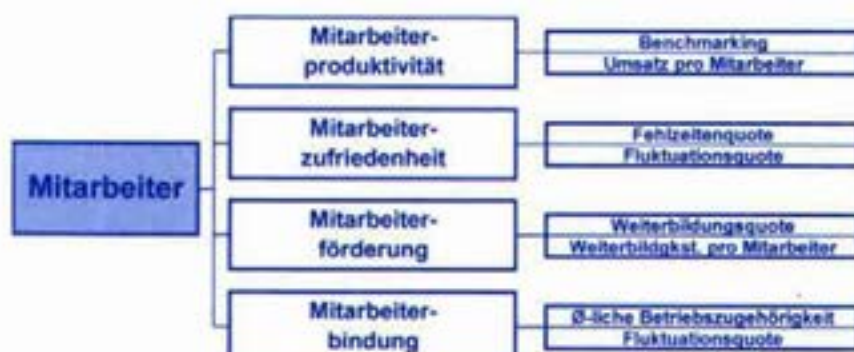 Mitarbeiter-
produktivität
Benchmarking
Umsatz pro Mitarbeiter
Mitarbeiter-
zufriedenheit
Fehlzeitenquote
Fluktuationsquote
Mitarbeiter
Mitarbeiter-
förderung
Weiterbildungsquote
Weiterbildgkst. pro Mitarbeiter
Mitarbeiter-
bindung
Ø-liche Betriebszugehörigkeit
Fluktuationsquote